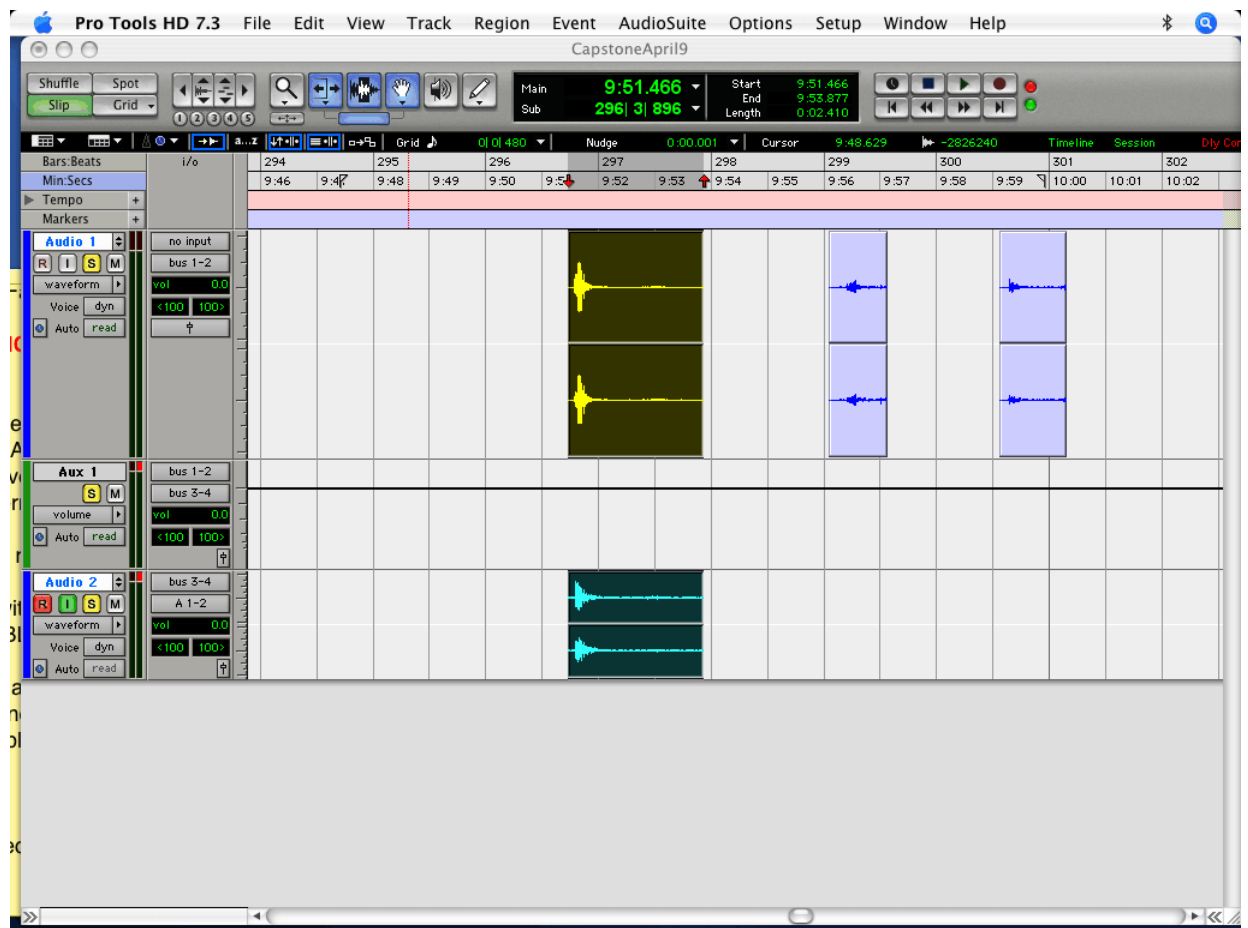 Pro Tools HD 7.3 File Edit View Track Region Event AudioSuite Options Setup Window Help
CapstoneApril9
Shuffle Spot
Slip Grid
1 2 3 4 5
Main 9:51.466
Sub 296| 3| 896
Start 9:51.466
End 9:53.877
Length 0:02.410
a...z Grid 0| 0| 480 Nudge 0:00.001 Cursor 9:48.629 -2826240 Timeline Session Dly Co
Bars:Beats i/o 294 295 296 297 298 299 300 301 302
Min:Secs 9:46 9:48 9:49 9:50 9:52 9:53 9:54 9:55 9:56 9:57 9:58 9:59 10:00 10:01 10:02
Tempo +
Markers +
Audio 1 no input
R I S M bus 1-2
waveform vol 0.0
Voice dyn <100 100>
Auto read
Aux 1 bus 1-2
S M bus 3-4
volume vol 0.0
Auto read <100 100>
Audio 2 bus 3-4
R I S M A 1-2
waveform vol 0.0
Voice dyn <100 100>
Auto read